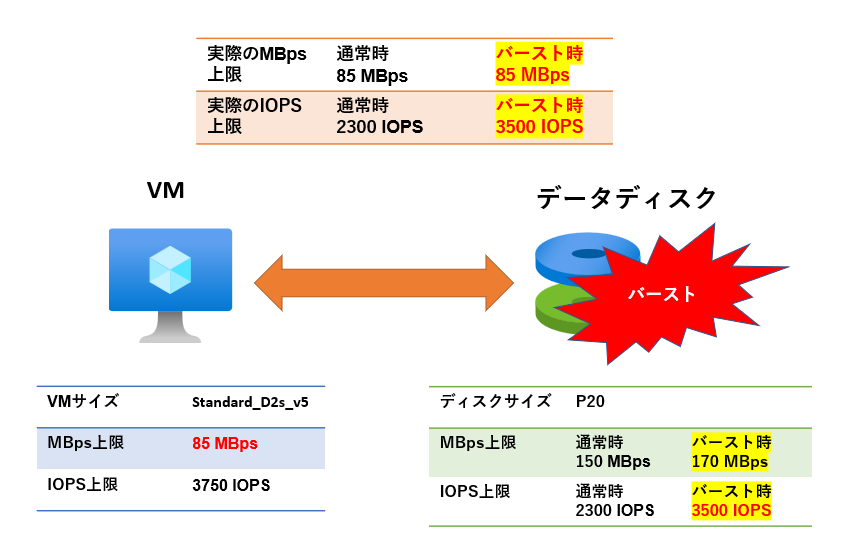 実際のMBps 通常時 バースト時
上限 85 MBps 85 MBps
実際のIOPS 通常時 バースト時
上限 2300 IOPS 3500 IOPS
VM データディスク
バースト
VMサイズ Standard_D2s_v5
MBps上限 85 MBps
IOPS上限 3750 IOPS
ディスクサイズ P20
MBps上限 通常時 バースト時
150 MBps 170 MBps
IOPS上限 通常時 バースト時
2300 IOPS 3500 IOPS